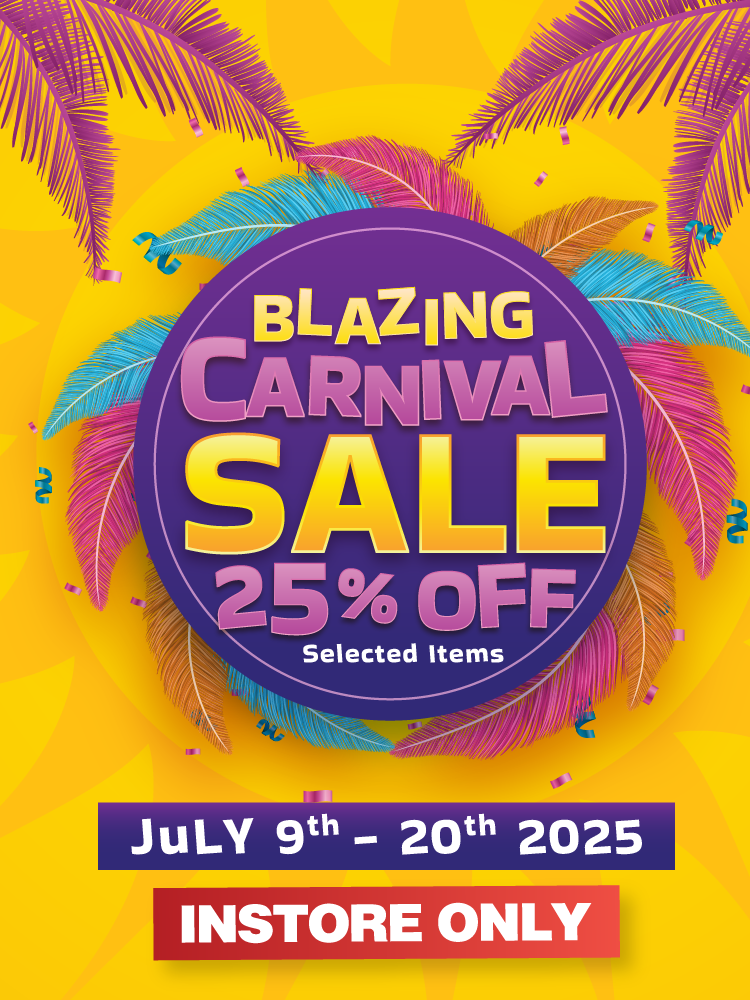 BLAZING
CARNIVAL
SALE
25% OFF
Selected Items
JuLY 9th – 20th 2025
INSTORE ONLY